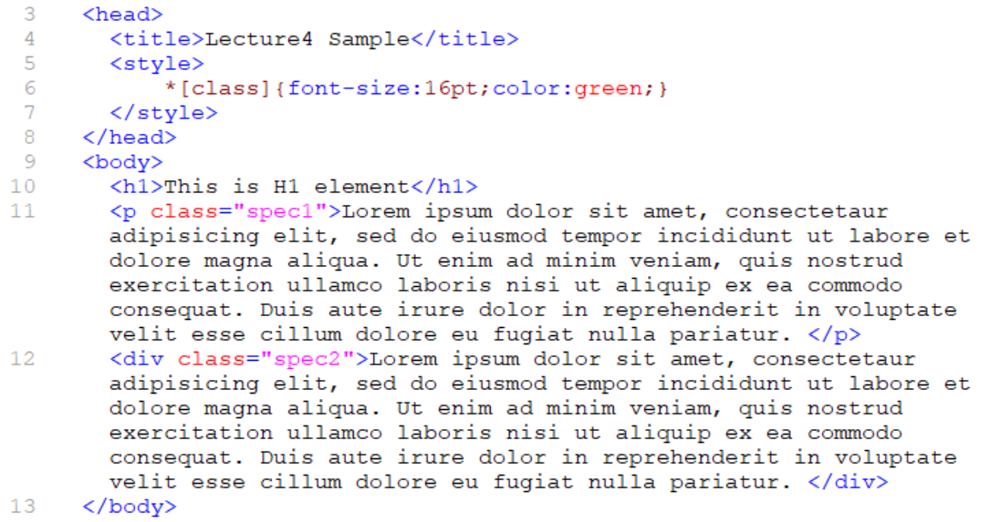 3 <head>
4 <title>Lecture4 Sample</title>
5 <style>
6 *[class]{font-size:16pt;color:green;}
7 </style>
8 </head>
9 <body>
10 <h1>This is H1 element</h1>
11 <p class="spec1">Lorem ipsum dolor sit amet, consectetaur
adipisicing elit, sed do eiusmod tempor incididunt ut labore et
dolore magna aliqua. Ut enim ad minim veniam, quis nostrud
exercitation ullamco laboris nisi ut aliquip ex ea commodo
consequat. Duis aute irure dolor in reprehenderit in voluptate
velit esse cillum dolore eu fugiat nulla pariatur. </p>
12 <div class="spec2">Lorem ipsum dolor sit amet, consectetaur
adipisicing elit, sed do eiusmod tempor incididunt ut labore et
dolore magna aliqua. Ut enim ad minim veniam, quis nostrud
exercitation ullamco laboris nisi ut aliquip ex ea commodo
consequat. Duis aute irure dolor in reprehenderit in voluptate
velit esse cillum dolore eu fugiat nulla pariatur. </div>
13 </body>